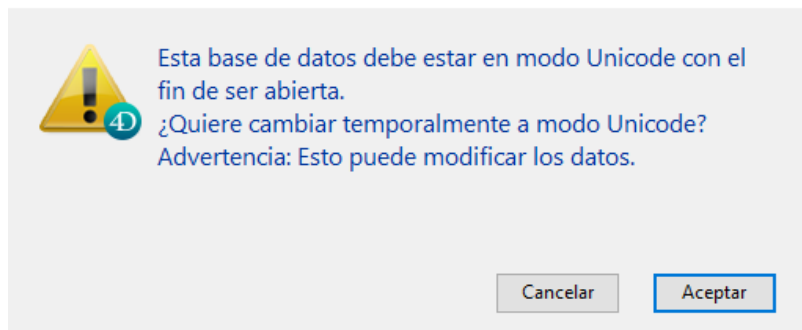 Esta base de datos debe estar en modo Unicode con el
fin de ser abierta.
¿Quiere cambiar temporalmente a modo Unicode?
Advertencia: Esto puede modificar los datos.
4D
Cancelar
Aceptar